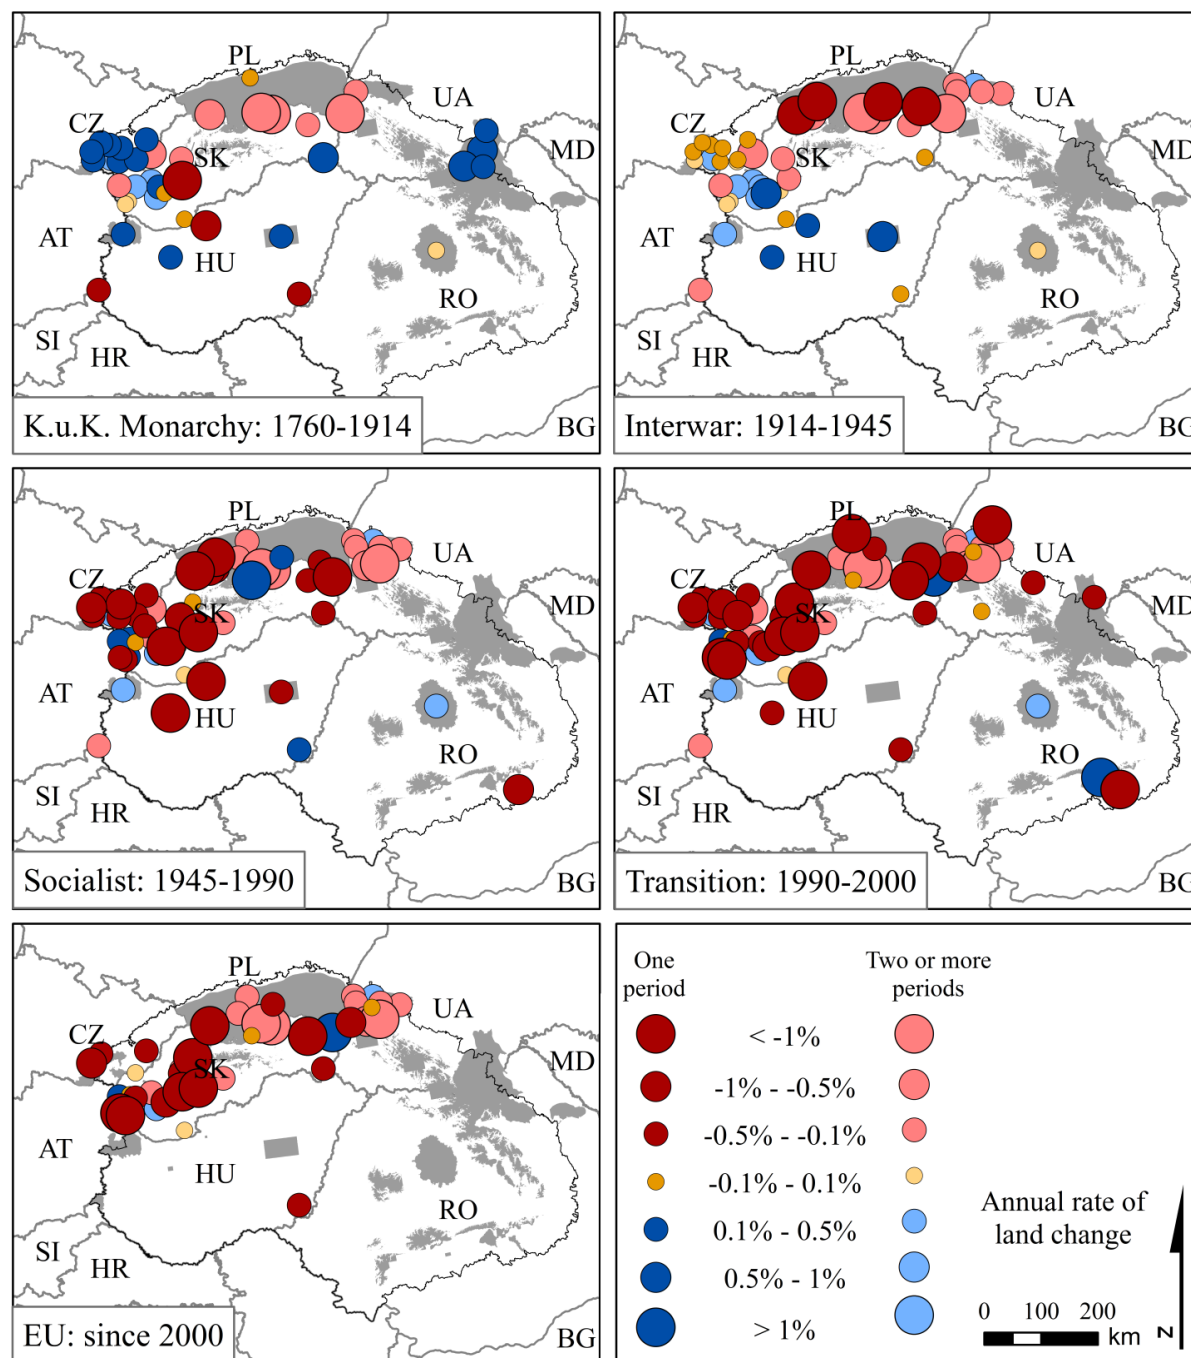 PL
UA
CZ
MD
SK
AT
HU
RO
SI
HR
K.u.K. Monarchy: 1760-1914
BG
PL
UA
CZ
MD
SK
AT
HU
RO
SI
HR
Interwar: 1914-1945
BG
PL
UA
CZ
MD
SK
AT
HU
RO
SI
HR
Socialist: 1945-1990
BG
PL
UA
CZ
MD
SK
AT
HU
RO
SI
HR
Transition: 1990-2000
BG
PL
UA
CZ
MD
SK
AT
HU
RO
SI
HR
EU: since 2000
BG
One period
Two or more periods
< -1%
-1% - -0.5%
-0.5% - -0.1%
-0.1% - 0.1%
0.1% - 0.5%
0.5% - 1%
> 1%
Annual rate of
land change
0 100 200
km
N